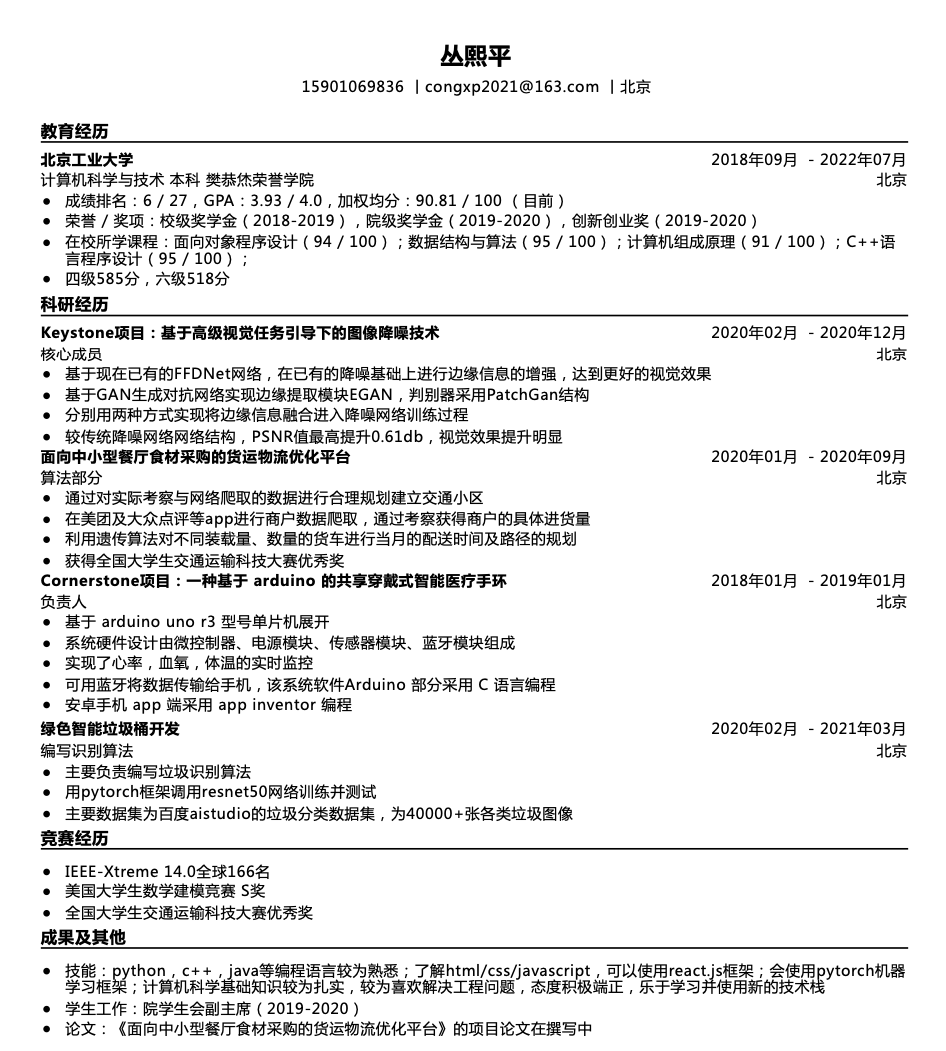 丛熙平
15901069836 | congxp2021@163.com | 北京
教育经历
北京工业大学 2018年09月 - 2022年07月
计算机科学与技术 本科 樊恭烋荣誉学院 北京
● 成绩排名：6 / 27，GPA：3.93 / 4.0，加权均分：90.81 / 100 （目前）
● 荣誉 / 奖项：校级奖学金（2018-2019），院级奖学金（2019-2020），创新创业奖（2019-2020）
● 在校所学课程：面向对象程序设计（94 / 100）；数据结构与算法（95 / 100）；计算机组成原理（91 / 100）；C++语
言程序设计（95 / 100）；
● 四级585分，六级518分
科研经历
Keystone项目：基于高级视觉任务引导下的图像降噪技术 2020年02月 - 2020年12月
核心成员 北京
● 基于现在已有的FFDNet网络，在已有的降噪基础上进行边缘信息的增强，达到更好的视觉效果
● 基于GAN生成对抗网络实现边缘提取模块EGAN，判别器采用PatchGan结构
● 分别用两种方式实现将边缘信息融合进入降噪网络训练过程
● 较传统降噪网络网络结构，PSNR值最高提升0.61db，视觉效果提升明显
面向中小型餐厅食材采购的货运物流优化平台 2020年01月 - 2020年09月
算法部分 北京
● 通过对实际考察与网络爬取的数据进行合理规划建立交通小区
● 在美团及大众点评等app进行商户数据爬取，通过考察获得商户的具体进货量
● 利用遗传算法对不同装载量、数量的货车进行当月的配送时间及路径的规划
● 获得全国大学生交通运输科技大赛优秀奖
Cornerstone项目：一种基于 arduino 的共享穿戴式智能医疗手环 2018年01月 - 2019年01月
负责人 北京
● 基于 arduino uno r3 型号单片机展开
● 系统硬件设计由微控制器、电源模块、传感器模块、蓝牙模块组成
● 实现了心率，血氧，体温的实时监控
● 可用蓝牙将数据传输给手机，该系统软件Arduino 部分采用 C 语言编程
● 安卓手机 app 端采用 app inventor 编程
绿色智能垃圾桶开发 2020年02月 - 2021年03月
编写识别算法 北京
● 主要负责编写垃圾识别算法
● 用pytorch框架调用resnet50网络训练并测试
● 主要数据集为百度aistudio的垃圾分类数据集，为40000+张各类垃圾图像
竞赛经历
● IEEE-Xtreme 14.0全球166名
● 美国大学生数学建模竞赛 S奖
● 全国大学生交通运输科技大赛优秀奖
成果及其他
● 技能：python，c++，java等编程语言较为熟悉；了解html/css/javascript，可以使用react.js框架；会使用pytorch机器
学习框架；计算机科学基础知识较为扎实，较为喜欢解决工程问题，态度积极端正，乐于学习并使用新的技术栈
● 学生工作：院学生会副主席（2019-2020）
● 论文：《面向中小型餐厅食材采购的货运物流优化平台》的项目论文在撰写中